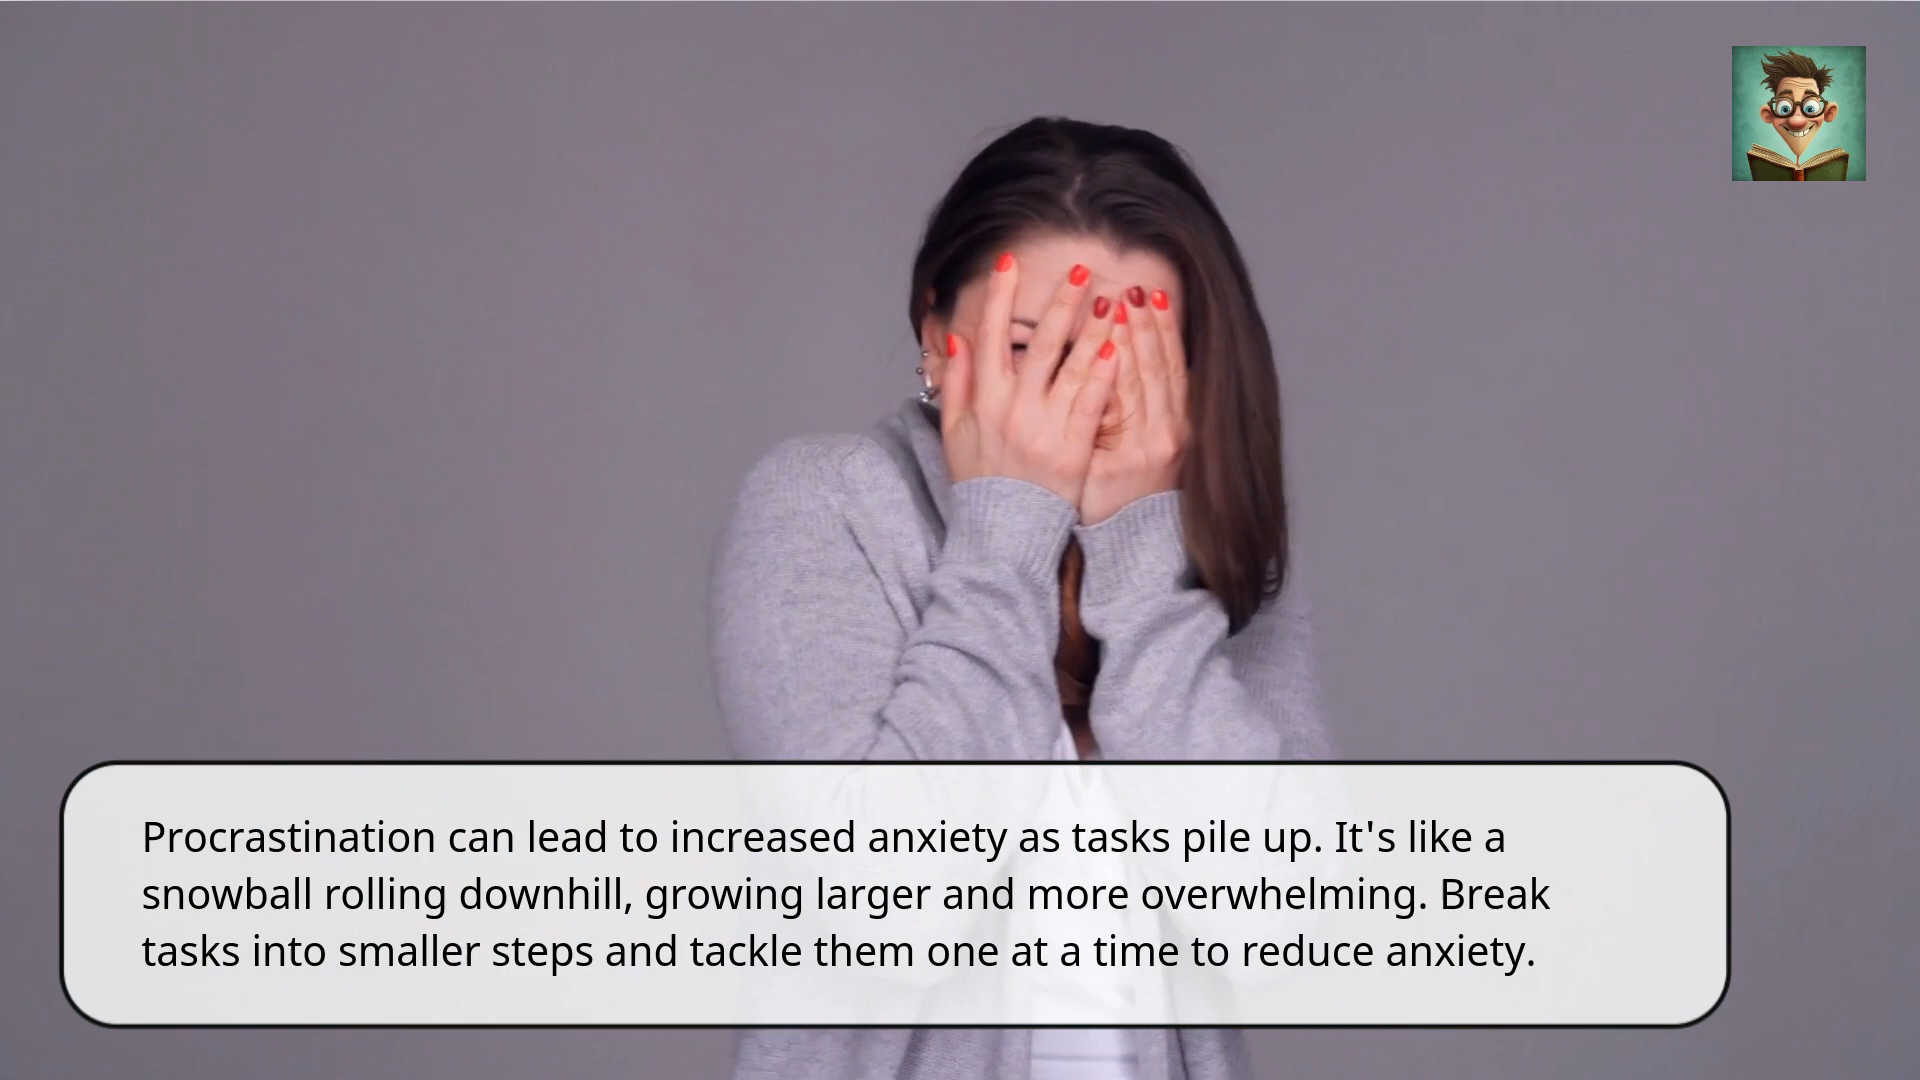 Procrastination can lead to increased anxiety as tasks pile up. It's like a
snowball rolling downhill, growing larger and more overwhelming. Break
tasks into smaller steps and tackle them one at a time to reduce anxiety.